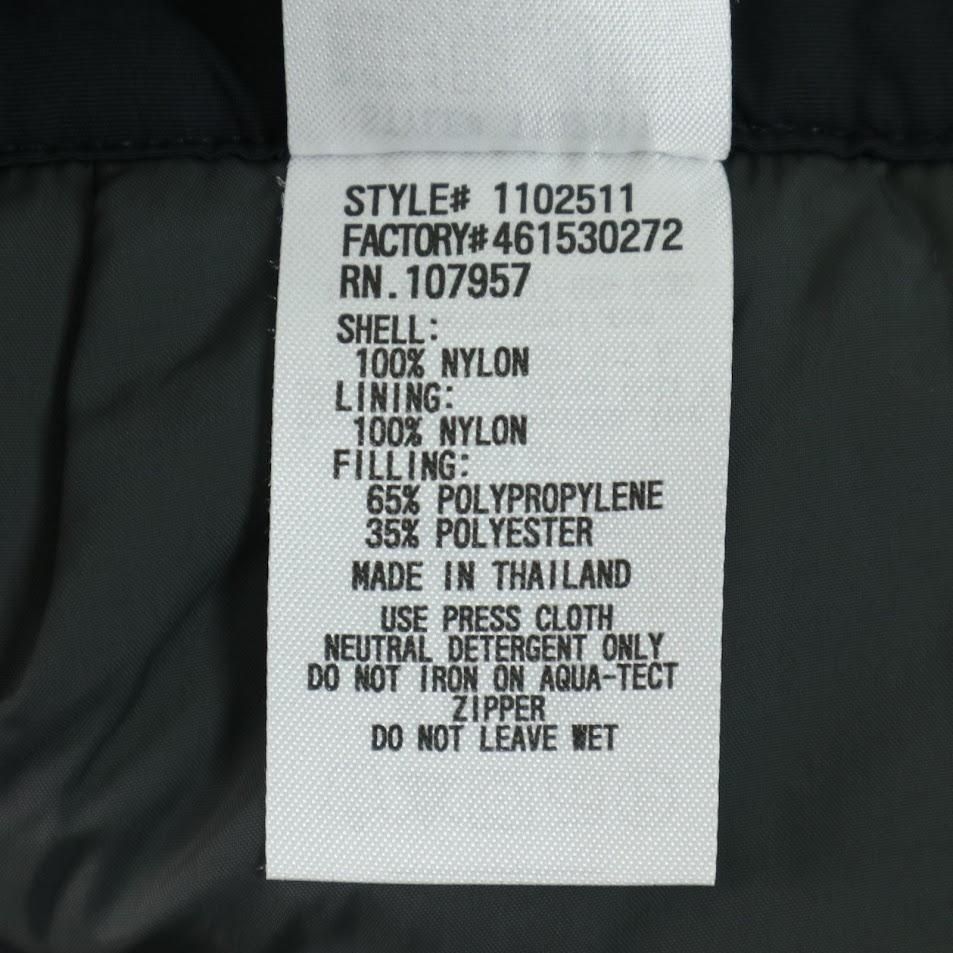 STYLE# 1102511
FACTORY#461530272
RN.107957
SHELL:
100% NYLON
LINING:
100% NYLON
FILLING:
65% POLYPROPYLENE
35% POLYESTER
MADE IN THAILAND
USE PRESS CLOTH
NEUTRAL DETERGENT ONLY
DO NOT IRON ON AQUA-TECT
ZIPPER
DO NOT LEAVE WET